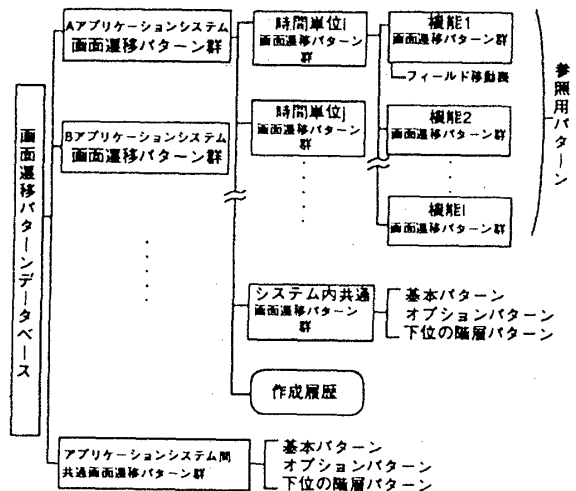 画面遷移パターンデータベース
Aアプリケーションシステム
画面遷移パターン群
Bアプリケーションシステム
画面遷移パターン群
アプリケーションシステム間
共通画面遷移パターン群
時間単位i
画面遷移パターン
群
時間単位j
画面遷移パターン
群
システム内共通
画面遷移パターン
群
作成履歴
機能1
画面遷移パターン群
フィールド移動表
機能2
画面遷移パターン群
機能l
画面遷移パターン群
参照用パターン
基本パターン
オプションパターン
下位の階層パターン
基本パターン
オプションパターン
下位の階層パターン